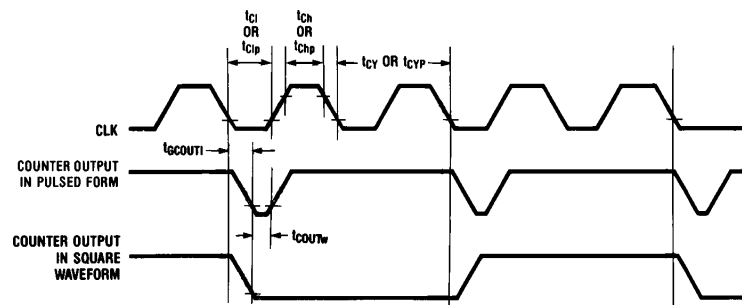 tCl
OR
tClp
tCh
OR
tChp
tCY OR tCYP
CLK
tGCOUTl
COUNTER OUTPUT
IN PULSED FORM
tCOUTw
COUNTER OUTPUT
IN SQUARE
WAVEFORM